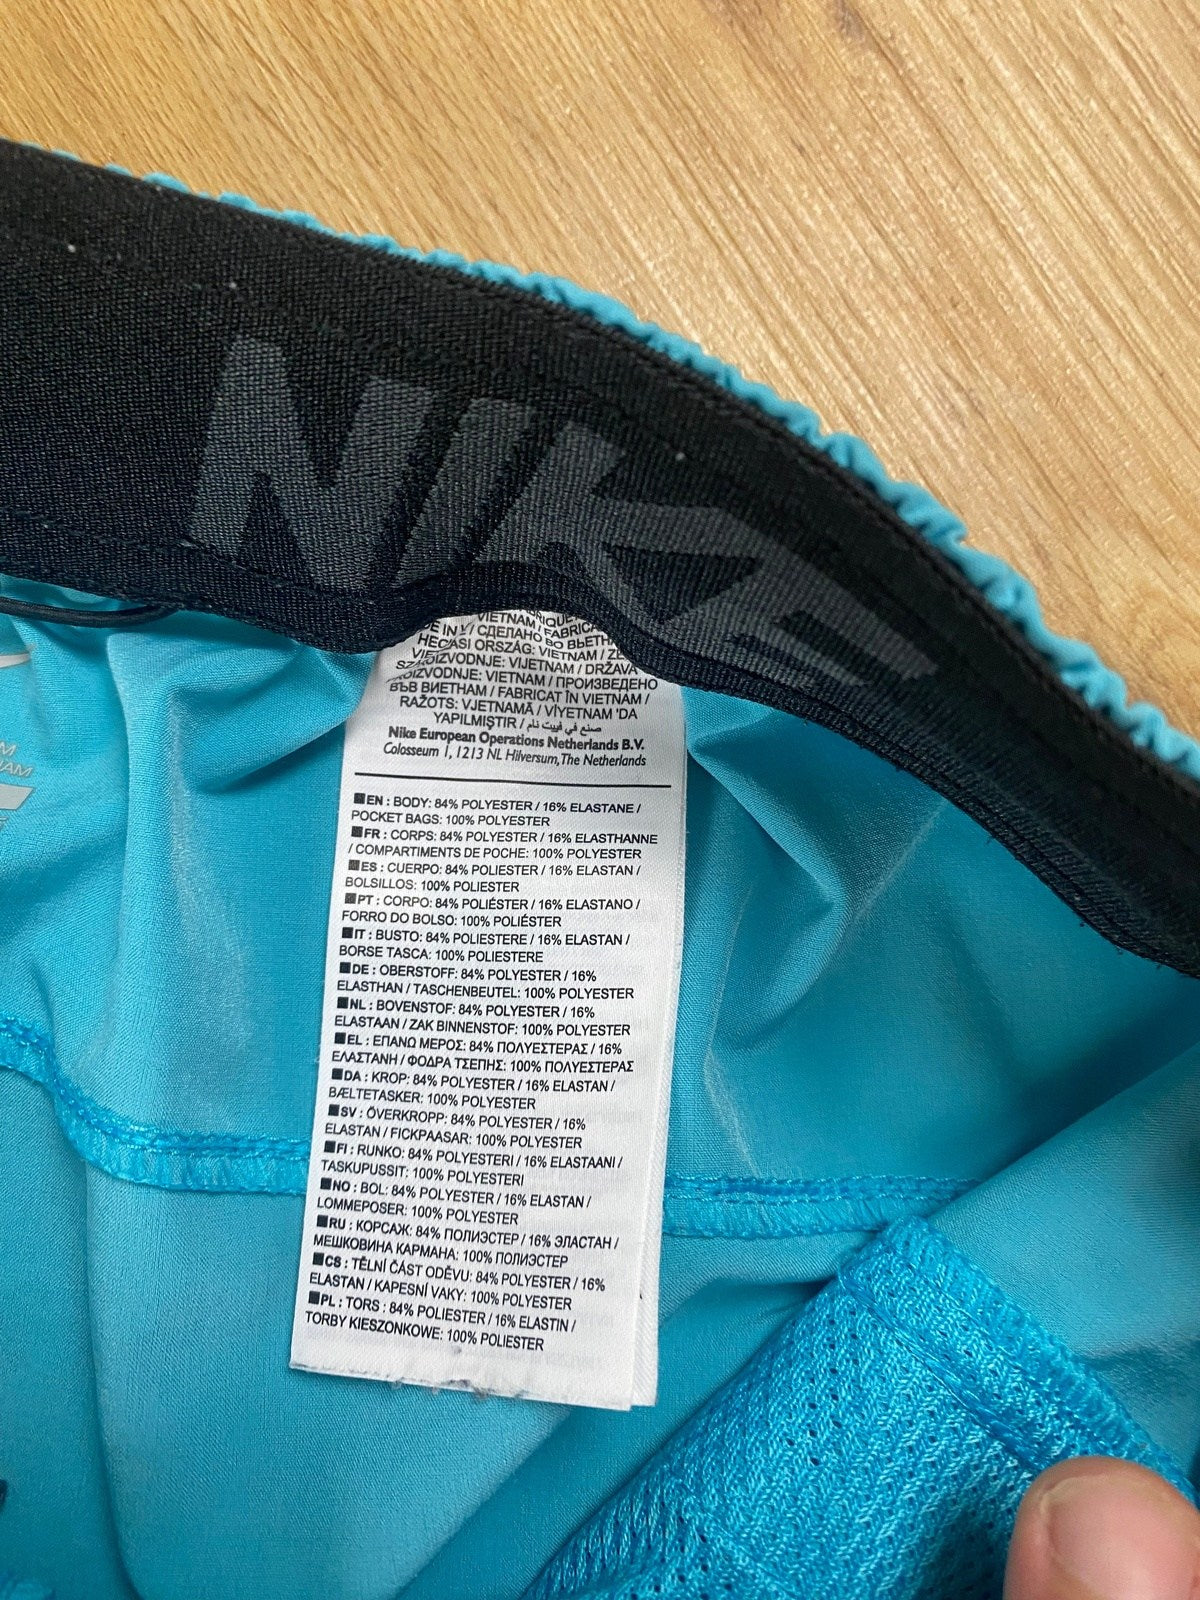 NIKE
VIETNAM / FABRICA
HECASI ORSZÁG: VIETNAM /
VIJETNAM / DRŽAVA
VIETNAM / ПРОИЗВЕДЕНО
ВЪВ ВИЕТНАМ / FABRICAT ÎN VIETNAM /
RAŽOTS: VJETNAMĀ / VİYETNAM 'DA
YAPILMIŞTIR / صنع في فييت نام
Nike European Operations Netherlands B.V.
Colosseum 1, 1213 NL Hilversum, The Netherlands
EN : BODY: 84% POLYESTER / 16% ELASTANE /
POCKET BAGS: 100% POLYESTER
FR : CORPS: 84% POLYESTER / 16% ELASTHANNE
/ COMPARTIMENTS DE POCHE: 100% POLYESTER
ES : CUERPO: 84% POLIESTER / 16% ELASTAN /
BOLSILLOS: 100% POLIESTER
PT : CORPO: 84% POLIÉSTER / 16% ELASTANO /
FORRO DO BOLSO: 100% POLIÉSTER
IT : BUSTO: 84% POLIESTERE / 16% ELASTAN /
BORSE TASCA: 100% POLIESTERE
DE : OBERSTOFF: 84% POLYESTER / 16%
ELASTHAN / TASCHENBEUTEL: 100% POLYESTER
NL : BOVENSTOF: 84% POLYESTER / 16%
ELASTAAN / ZAK BINNENSTOF: 100% POLYESTER
EL : ΕΠΑΝΩ ΜΕΡΟΣ: 84% ΠΟΛΥΕΣΤΕΡΑΣ / 16%
ΕΛΑΣΤΑΝΗ / ΦΟΔΡΑ ΤΣΕΠΗΣ: 100% ΠΟΛΥΕΣΤΕΡΑΣ
DA : KROP: 84% POLYESTER / 16% ELASTAN /
BÆLTETASKER: 100% POLYESTER
SV : ÖVERKROPP: 84% POLYESTER / 16%
ELASTAN / FICKPAASAR: 100% POLYESTER
FI : RUNKO: 84% POLYESTERI / 16% ELASTAANI /
TASKUPUSSIT: 100% POLYESTERI
NO : BOL: 84% POLYESTER / 16% ELASTAN /
LOMMEPOSER: 100% POLYESTER
RU : КОРСАЖ: 84% ПОЛИЭСТЕР / 16% ЭЛАСТАН /
МЕШКОВИНА КАРМАНА: 100% ПОЛИЭСТЕР
CS : TĚLNÍ ČÁST ODĚVU: 84% POLYESTER / 16%
ELASTAN / KAPESNÍ VAKY: 100% POLYESTER
PL : TORS : 84% POLIESTER / 16% ELASTIN /
TORBY KIESZONKOWE: 100% POLIESTER